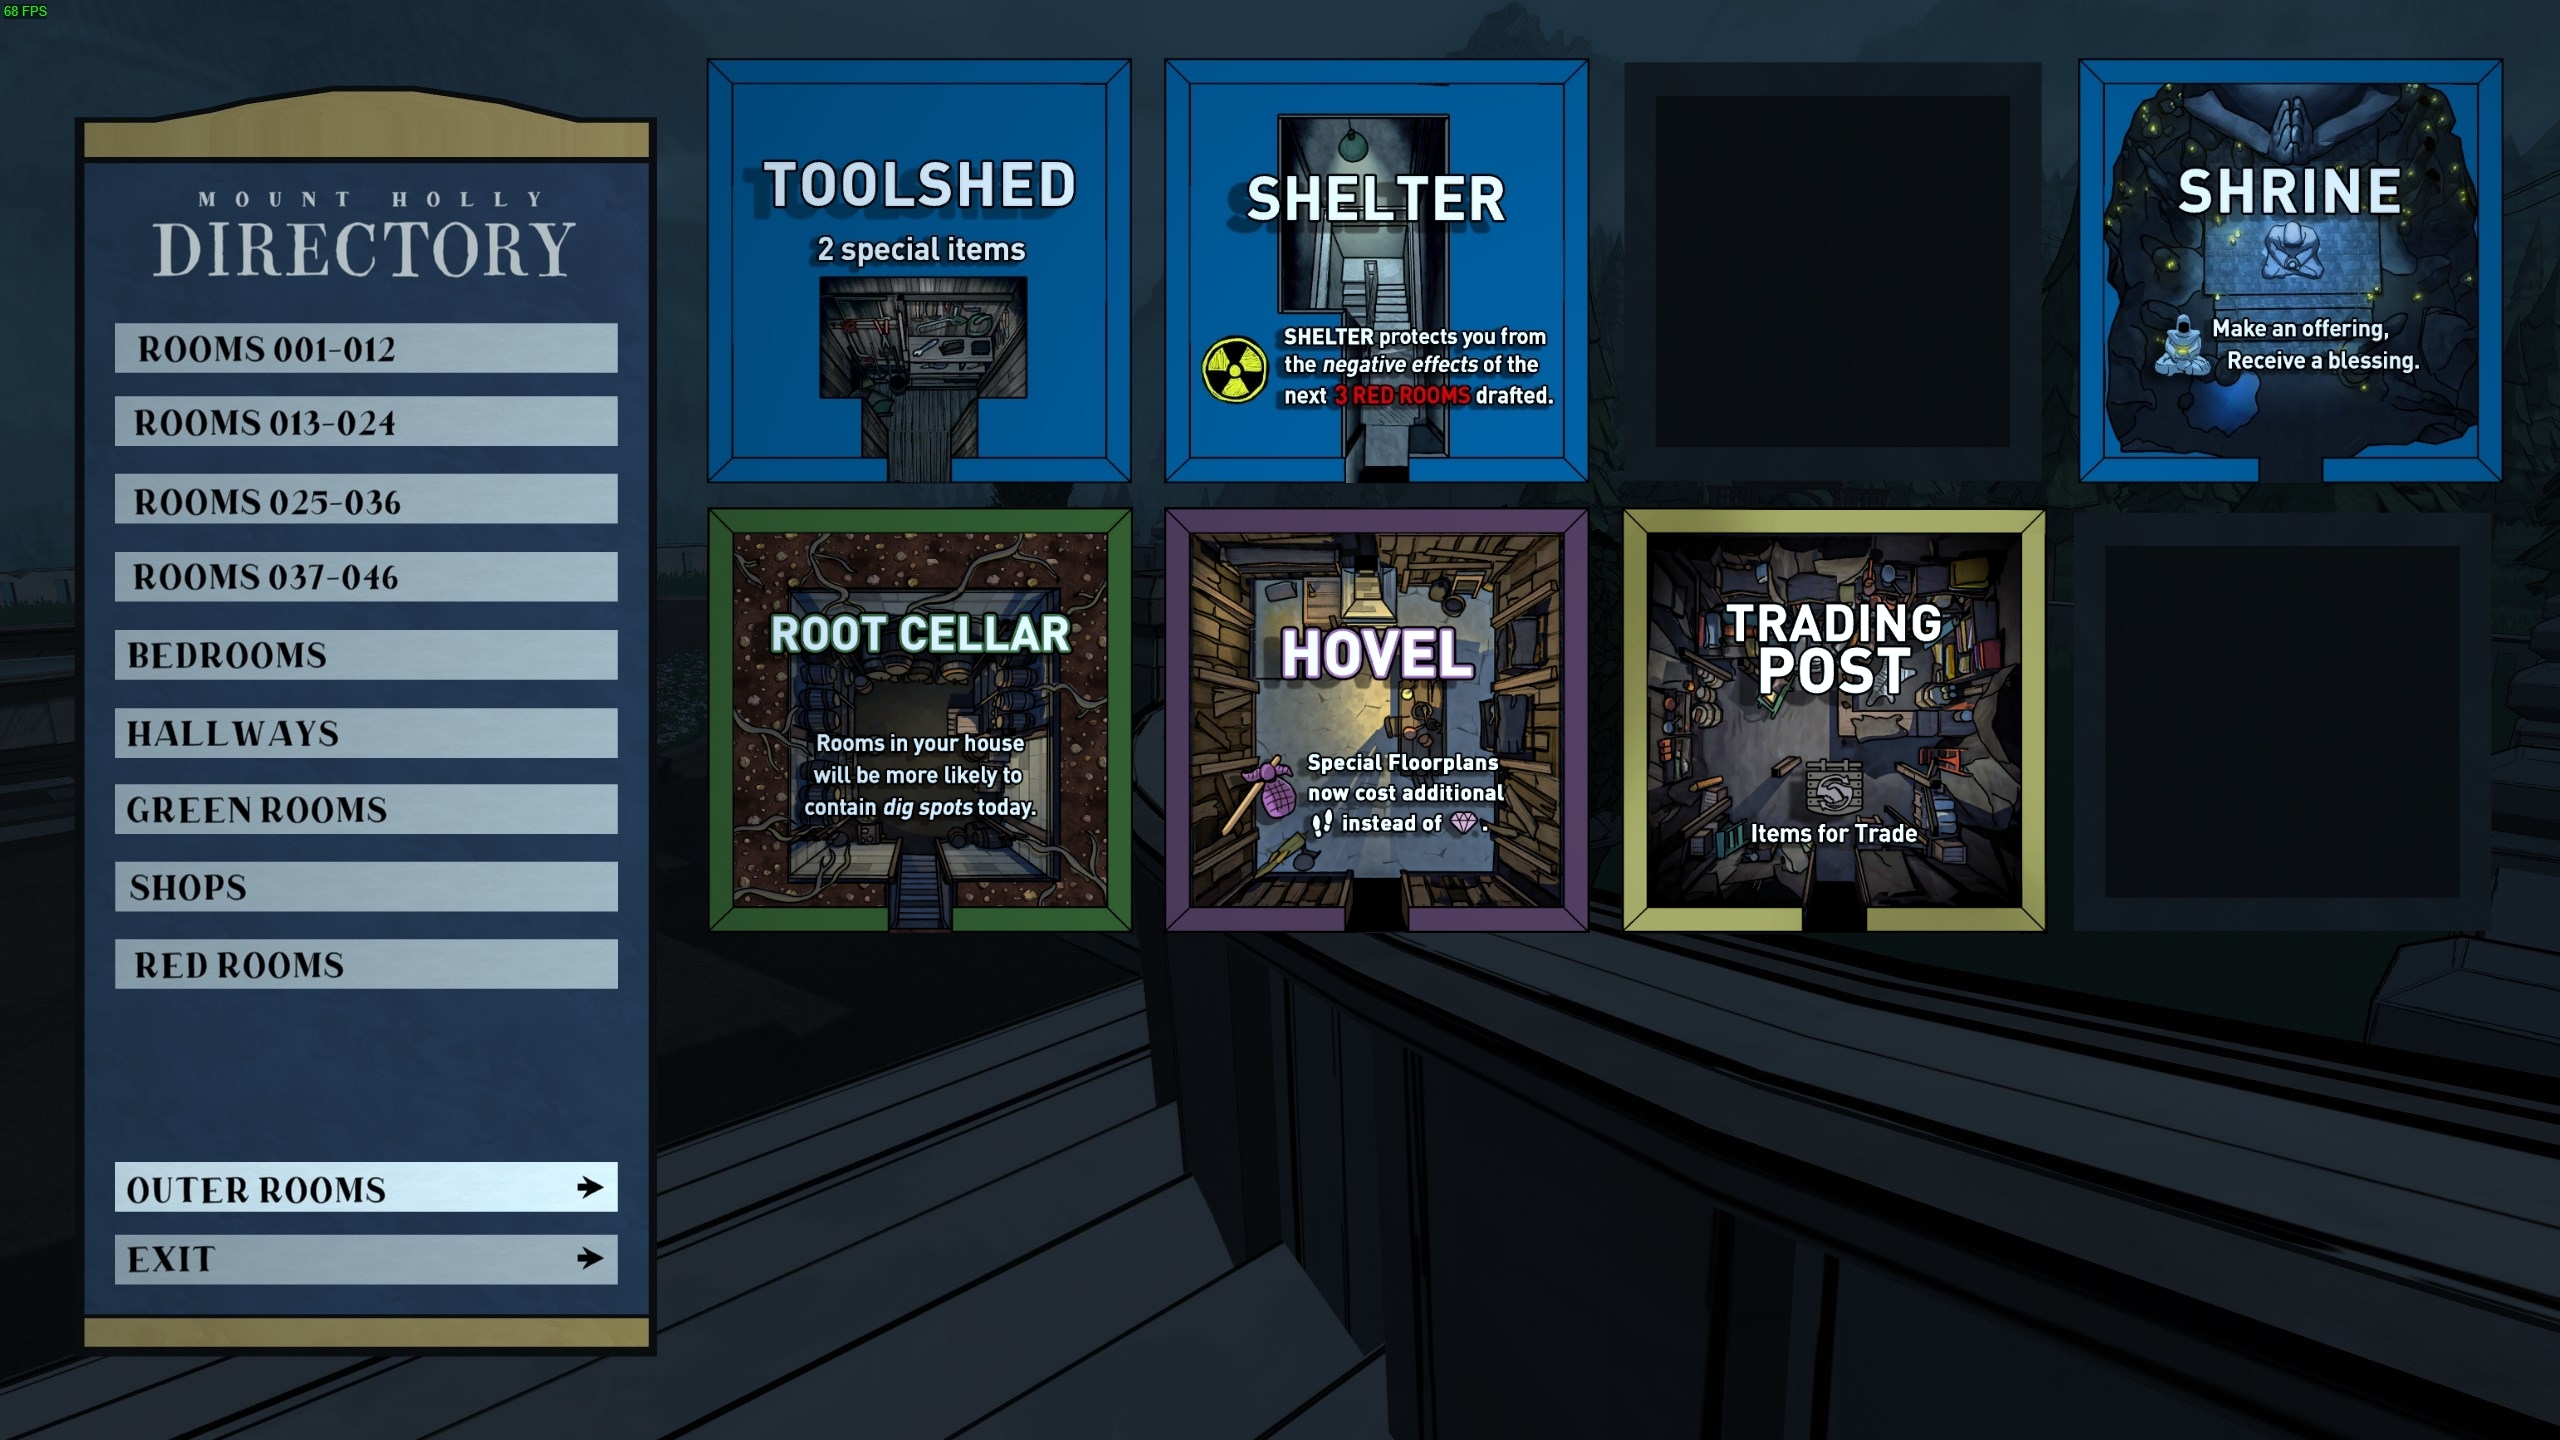 68 FPS
MOUNT HOLLY
DIRECTORY
ROOMS 001-012
ROOMS 013-024
ROOMS 025-036
ROOMS 037-046
BEDROOMS
HALLWAYS
GREEN ROOMS
SHOPS
RED ROOMS
OUTER ROOMS
EXIT
TOOLSHED
2 special items
SHELTER
SHELTER protects you from
the negative effects of the
next 3 RED ROOMS drafted.
SHRINE
Make an offering,
Receive a blessing.
ROOT CELLAR
Rooms in your house
will be more likely to
contain dig spots today.
HOVEL
Special Floorplans
now cost additional
instead of .
TRADING
POST
Items for Trade